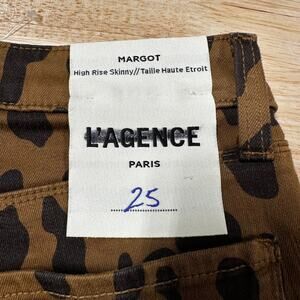 MARGOT
High Rise Skinny//Taille Haute Etroit
L'AGENCE
PARIS
25